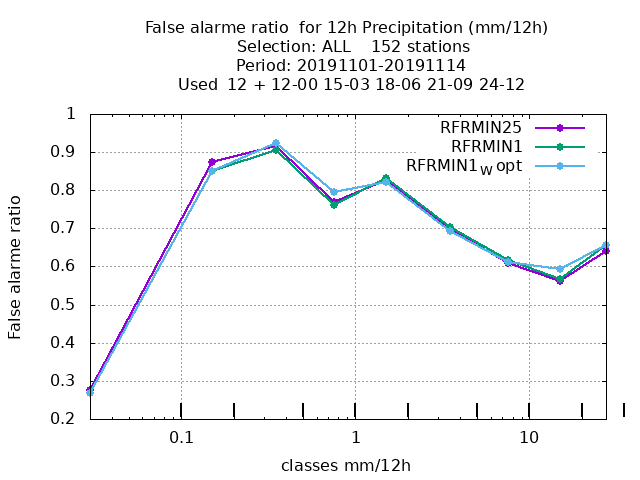 False alarme ratio  for 12h Precipitation (mm/12h)
Selection: ALL    152 stations
Period: 20191101-20191114
Used  12 + 12-00 15-03 18-06 21-09 24-12
RFRMIN25
RFRMIN1
RFRMIN1w opt
False alarme ratio
1
0.9
0.8
0.7
0.6
0.5
0.4
0.3
0.2
0.1
1
10
classes mm/12h